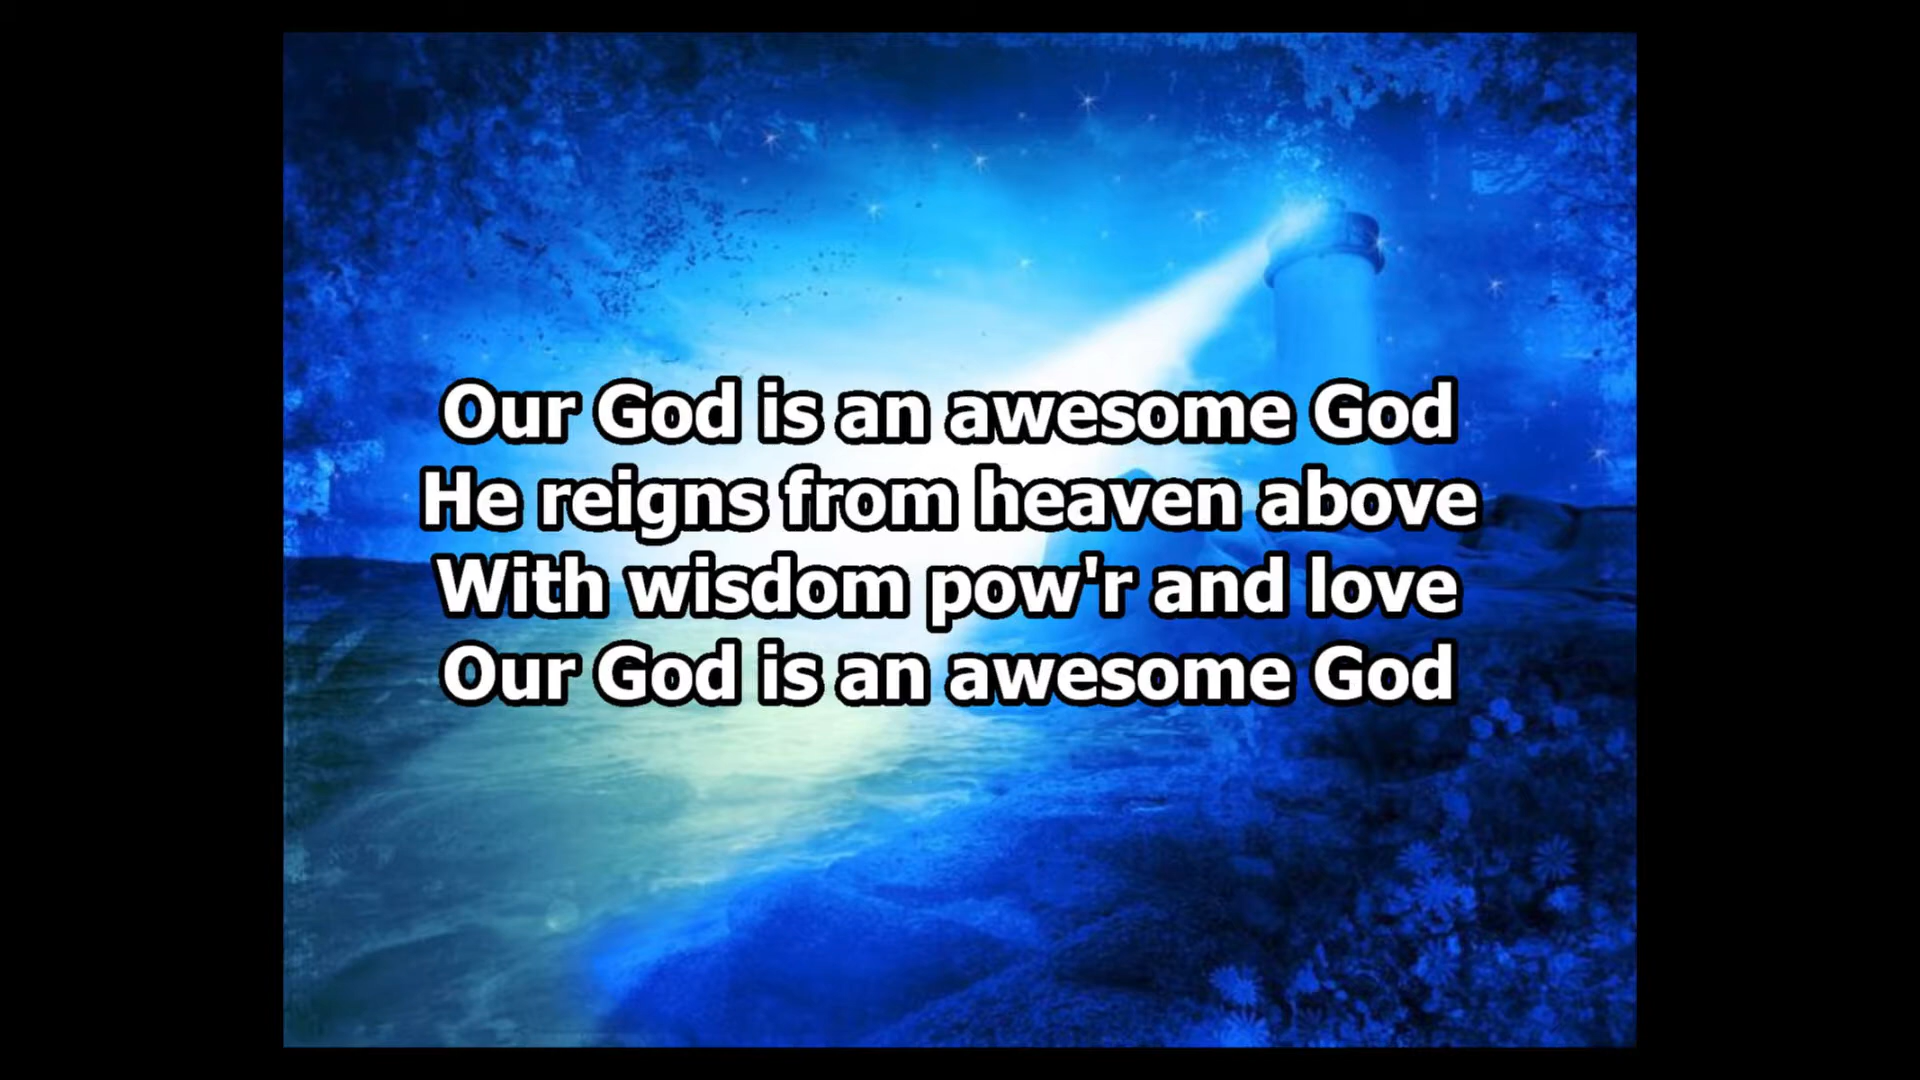 Our God is an awesome God
He reigns from heaven above
With wisdom pow'r and love
Our God is an awesome God